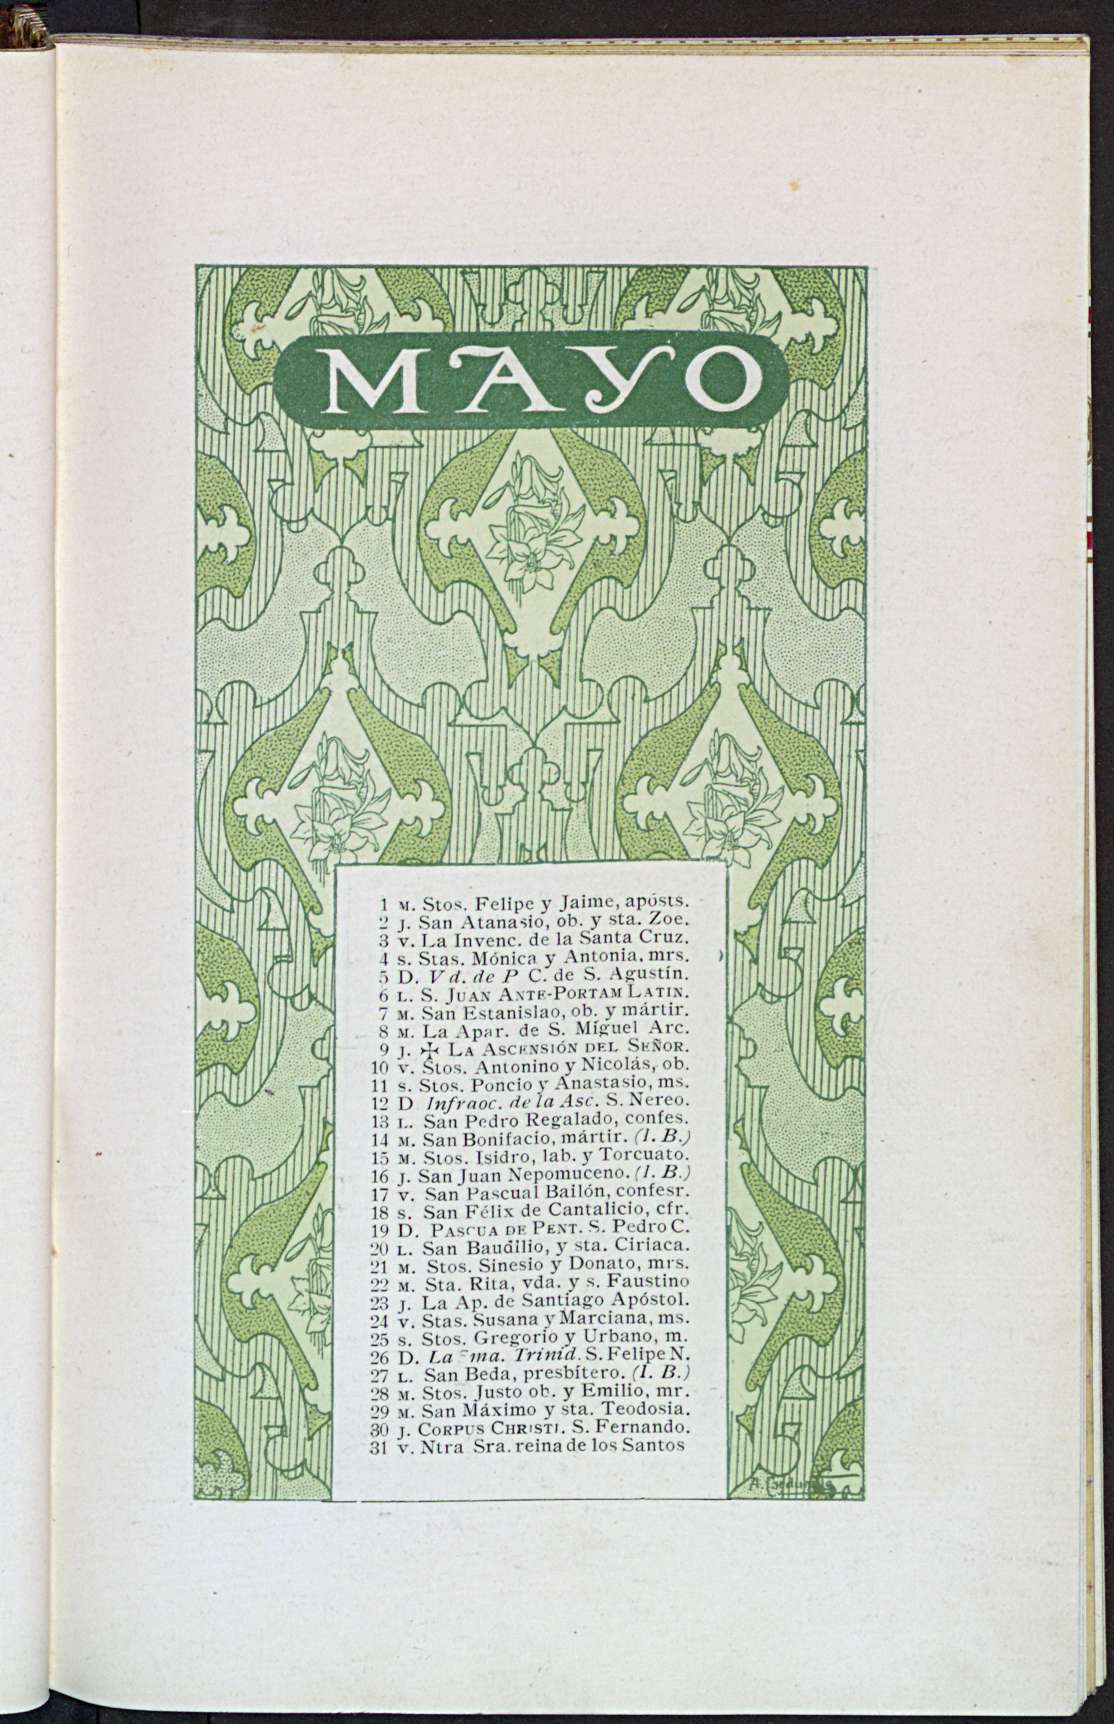 MAYO
1 M. Stos. Felipe y Jaime, apósts.
2 J. San Atanasio, ob. y sta. Zoe.
3 V. La Invenc. de la Santa Cruz.
4 S. Stas. Mónica y Antonia, mrs.
5 D. Vd. de P C. de S. Agustín.
6 L. S. JUAN ANTE-PORTAM LATIN.
7 M. San Estanislao, ob. y mártir.
8 M. La Apar. de S. Miguel Arc.
9 J. ✠ LA ASCENSIÓN DEL SEÑOR.
10 V. Stos. Antonino y Nicolás, ob.
11 S. Stos. Poncio y Anastasio, ms.
12 D Infraoc. de la Asc. S. Nereo.
13 L. San Pedro Regalado, confes.
14 M. San Bonifacio, mártir. (I. B.)
15 M. Stos. Isidro, lab. y Torcuato.
16 J. San Juan Nepomuceno. (I. B.)
17 V. San Pascual Bailón, confesr.
18 S. San Félix de Cantalicio, cfr.
19 D. PASCUA DE PENT. S. Pedro C.
20 L. San Baudilio, y sta. Ciriaca.
21 M. Stos. Sinesio y Donato, mrs.
22 M. Sta. Rita, vda. y s. Faustino
23 J. La Ap. de Santiago Apóstol.
24 V. Stas. Susana y Marciana, ms.
25 S. Stos. Gregorio y Urbano, m.
26 D. La ma. Trinid. S. Felipe N.
27 L. San Beda, presbítero. (I. B.)
28 M. Stos. Justo ob. y Emilio, mr.
29 M. San Máximo y sta. Teodosia.
30 J. CORPUS CHRISTI. S. Fernando.
31 V. Ntra Sra. reina de los Santos